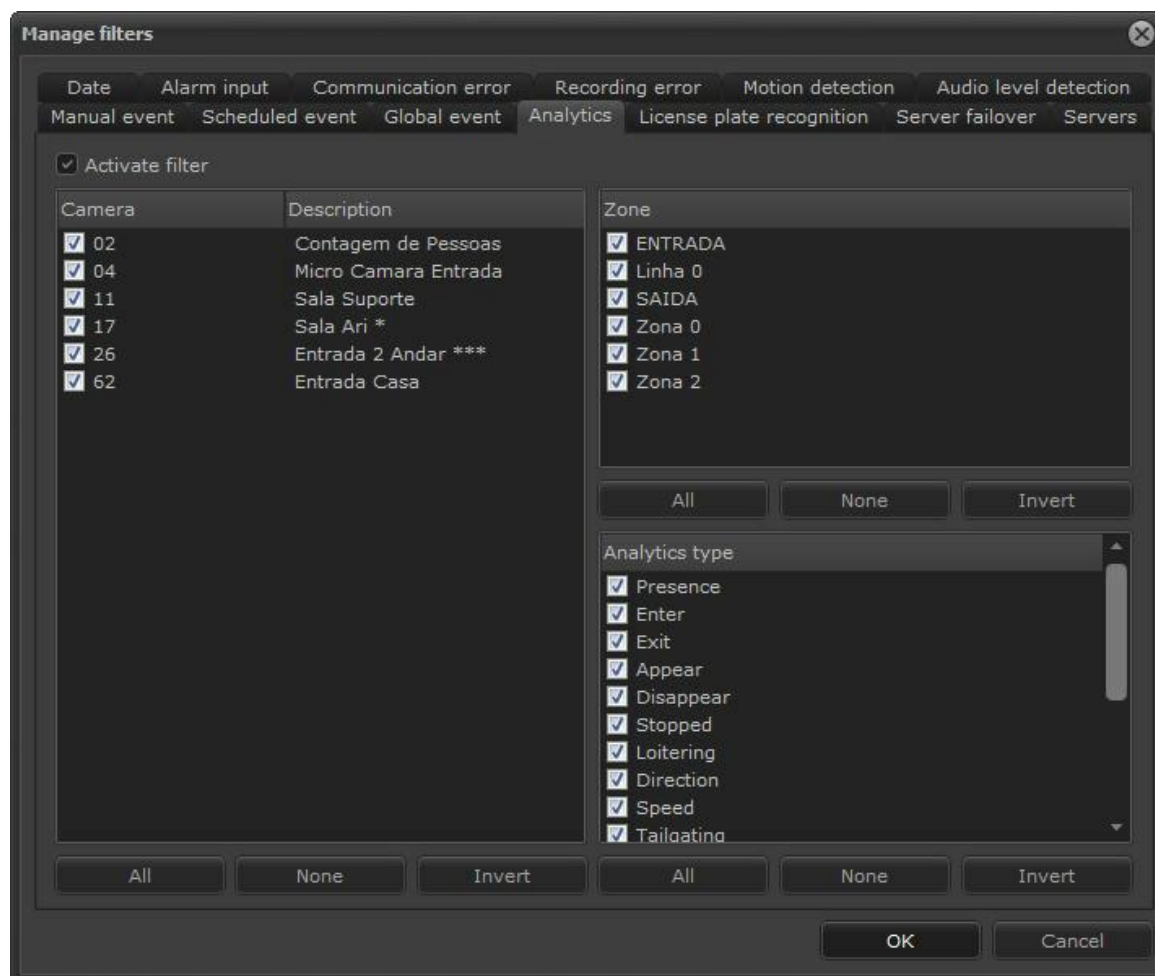 Manage filters
Date Alarm input Communication error Recording error Motion detection Audio level detection
Manual event Scheduled event Global event Analytics License plate recognition Server failover Servers
Activate filter
Camera Description
02 Contagem de Pessoas
04 Micro Camara Entrada
11 Sala Suporte
17 Sala Ari *
26 Entrada 2 Andar ***
62 Entrada Casa
All None Invert
Zone
ENTRADA
Linha 0
SAIDA
Zona 0
Zona 1
Zona 2
All None Invert
Analytics type
Presence
Enter
Exit
Appear
Disappear
Stopped
Loitering
Direction
Speed
Tailgating
All None Invert
OK Cancel